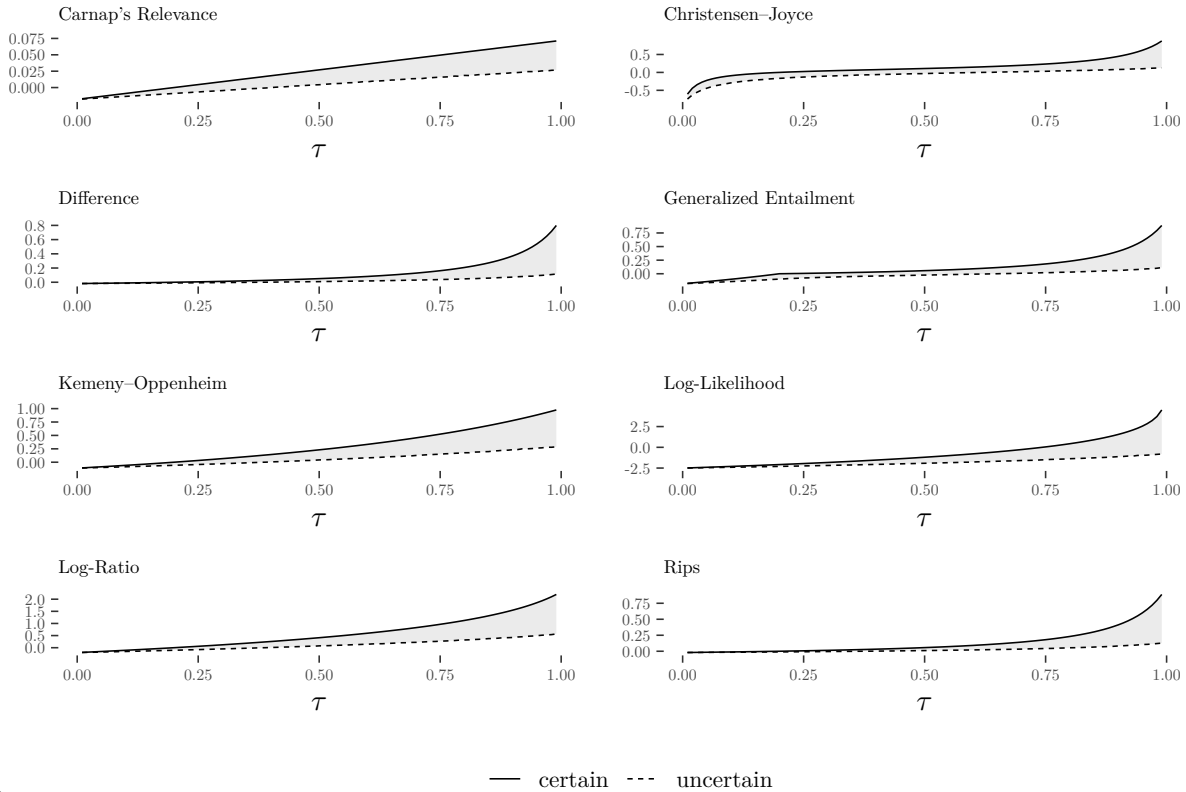 Carnap's Relevance
0.075
0.050
0.025
0.000
0.00 0.25 0.50 0.75 1.00
τ
Christensen–Joyce
0.5
0.0
-0.5
0.00 0.25 0.50 0.75 1.00
τ
Difference
0.8
0.6
0.4
0.2
0.0
0.00 0.25 0.50 0.75 1.00
τ
Generalized Entailment
0.75
0.50
0.25
0.00
0.00 0.25 0.50 0.75 1.00
τ
Kemeny–Oppenheim
1.00
0.75
0.50
0.25
0.00
0.00 0.25 0.50 0.75 1.00
τ
Log-Likelihood
2.5
0.0
-2.5
0.00 0.25 0.50 0.75 1.00
τ
Log-Ratio
2.0
1.5
1.0
0.5
0.0
0.00 0.25 0.50 0.75 1.00
τ
Rips
0.75
0.50
0.25
0.00
0.00 0.25 0.50 0.75 1.00
τ
certain uncertain